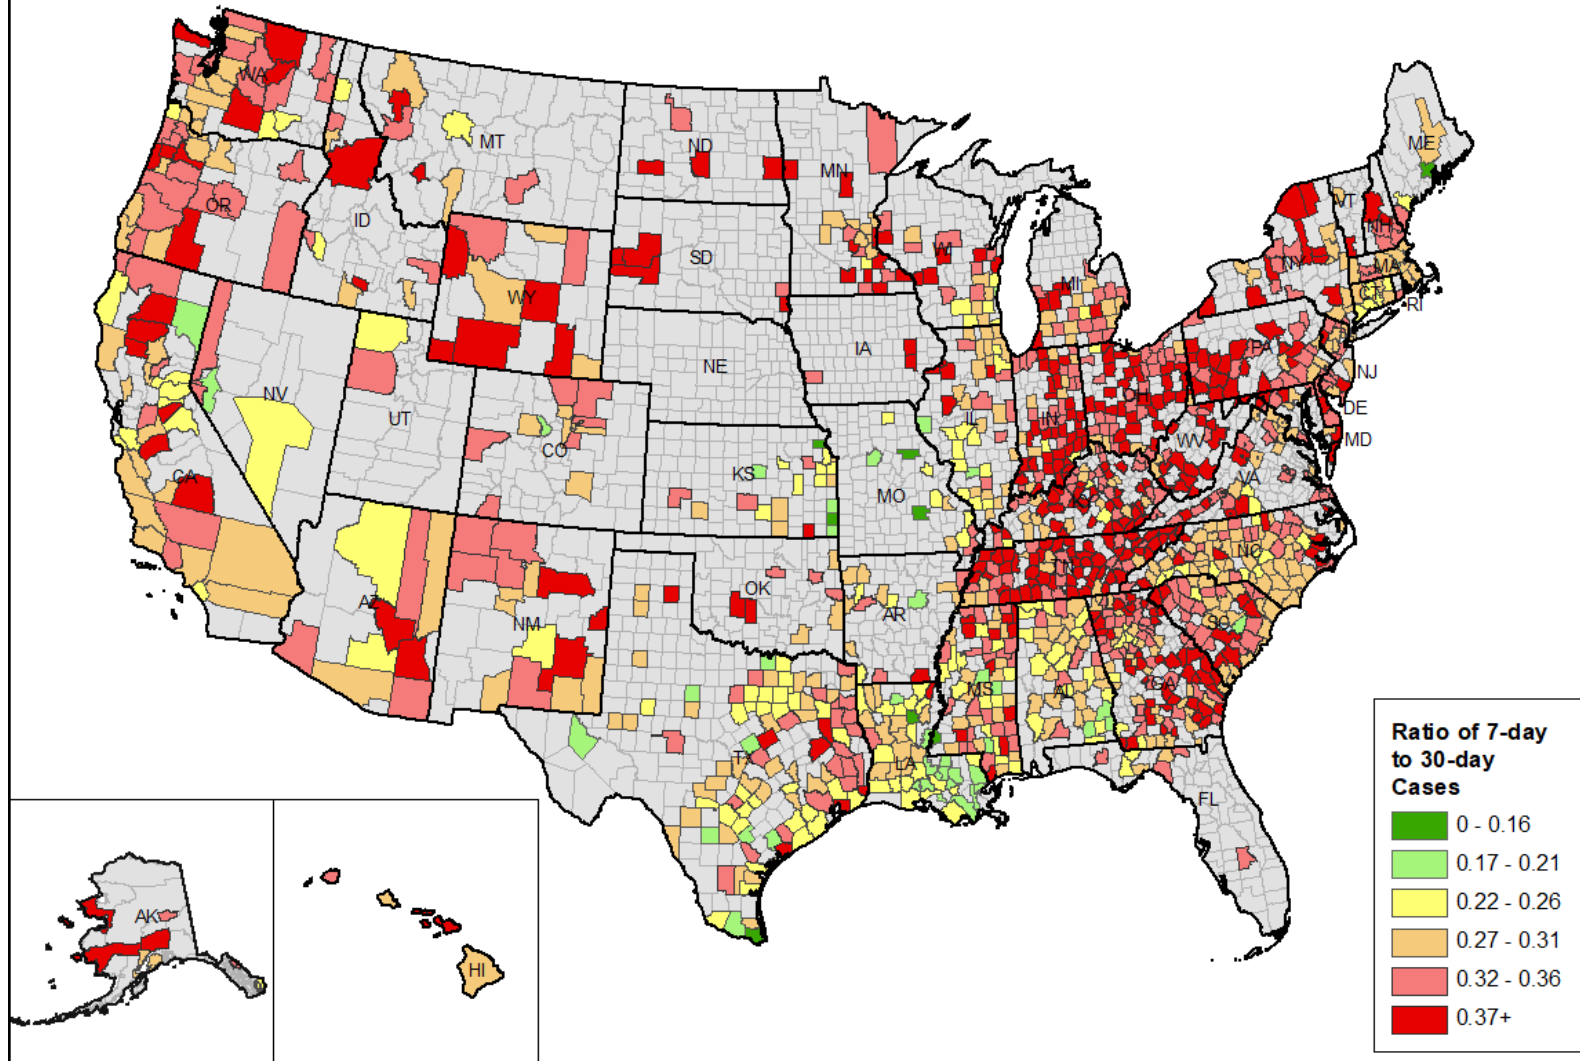 WA
MT
ND
MN
ME
OR
ID
SD
WI
VT
NH
NY
MA
CT
RI
WY
MI
IA
NE
PA
NJ
NV
UT
CO
IL
IN
OH
DE
MD
WV
CA
KS
MO
KY
VA
AZ
NM
OK
AR
TN
NC
SC
MS
AL
GA
TX
LA
FL
AK
HI
Ratio of 7-day
to 30-day
Cases
0 - 0.16
0.17 - 0.21
0.22 - 0.26
0.27 - 0.31
0.32 - 0.36
0.37+